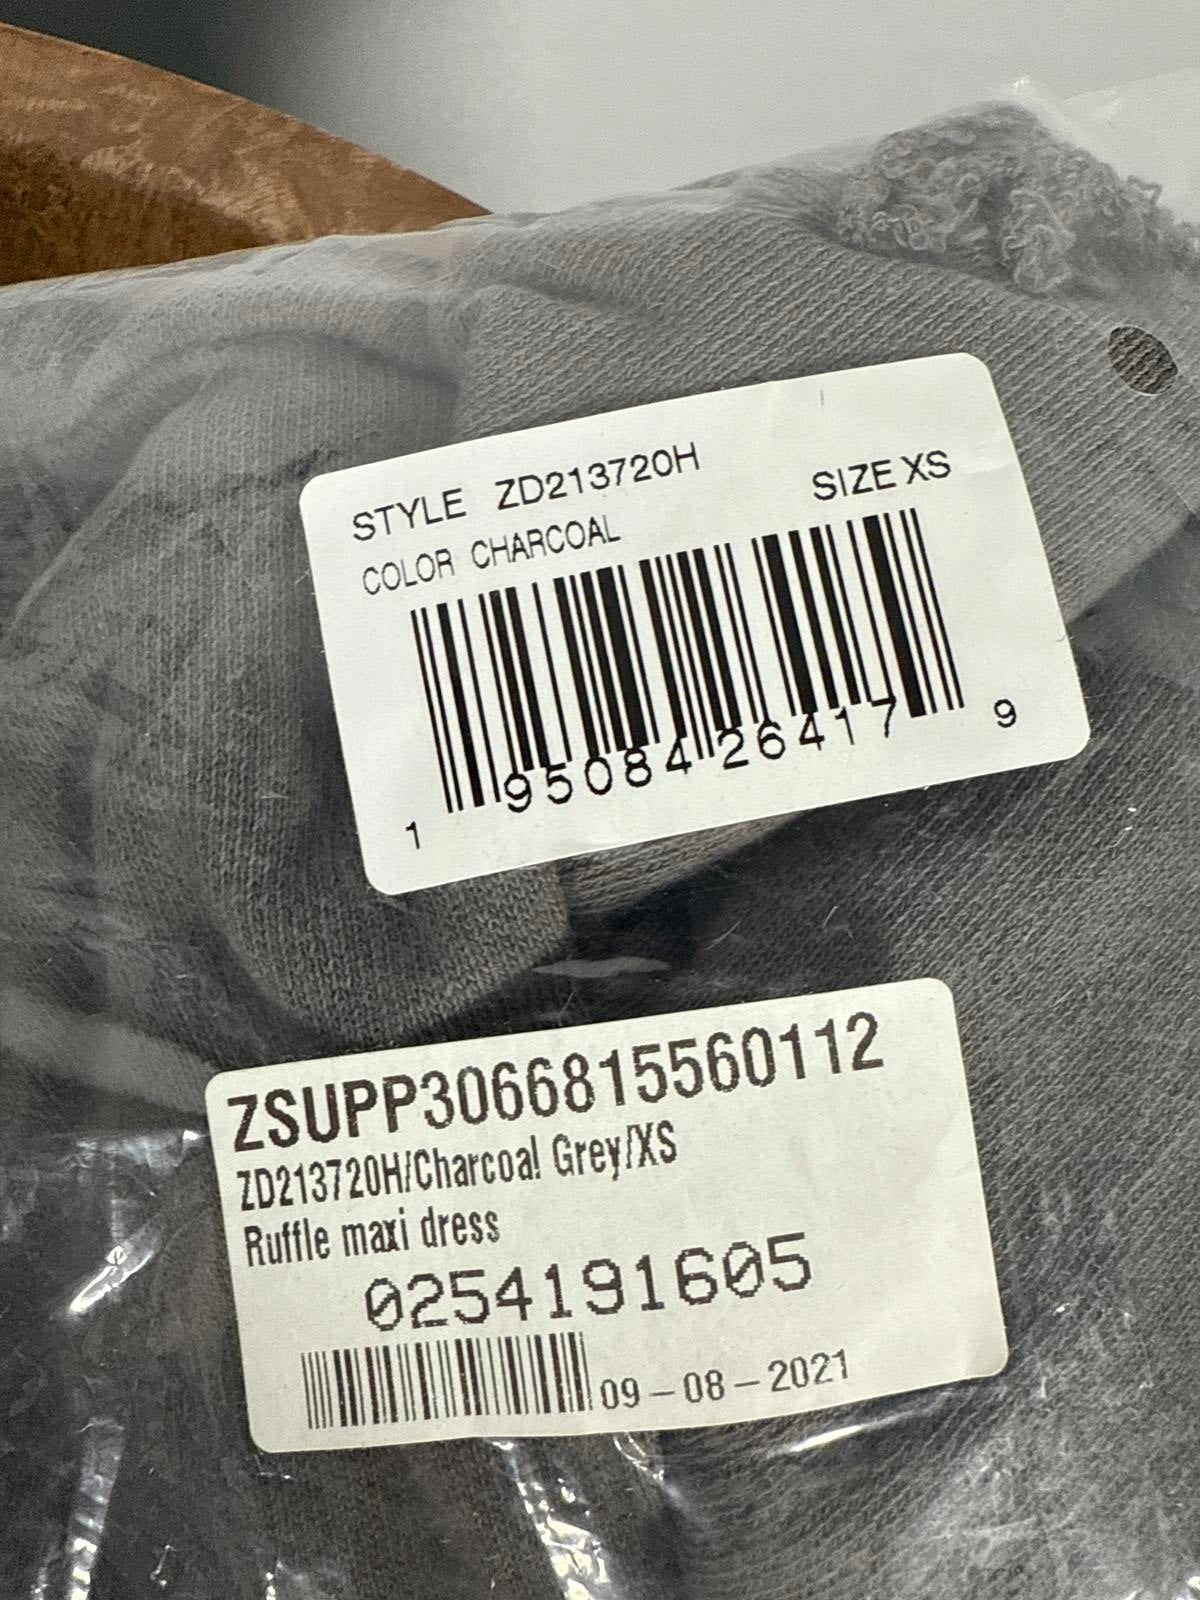 STYLE ZD213720H
SIZE XS
COLOR CHARCOAL
1 95084 26417 9
ZSUPP3066815560112
ZD213720H/Charcoal Grey/XS
Ruffle maxi dress
0254191605
09-08-2021